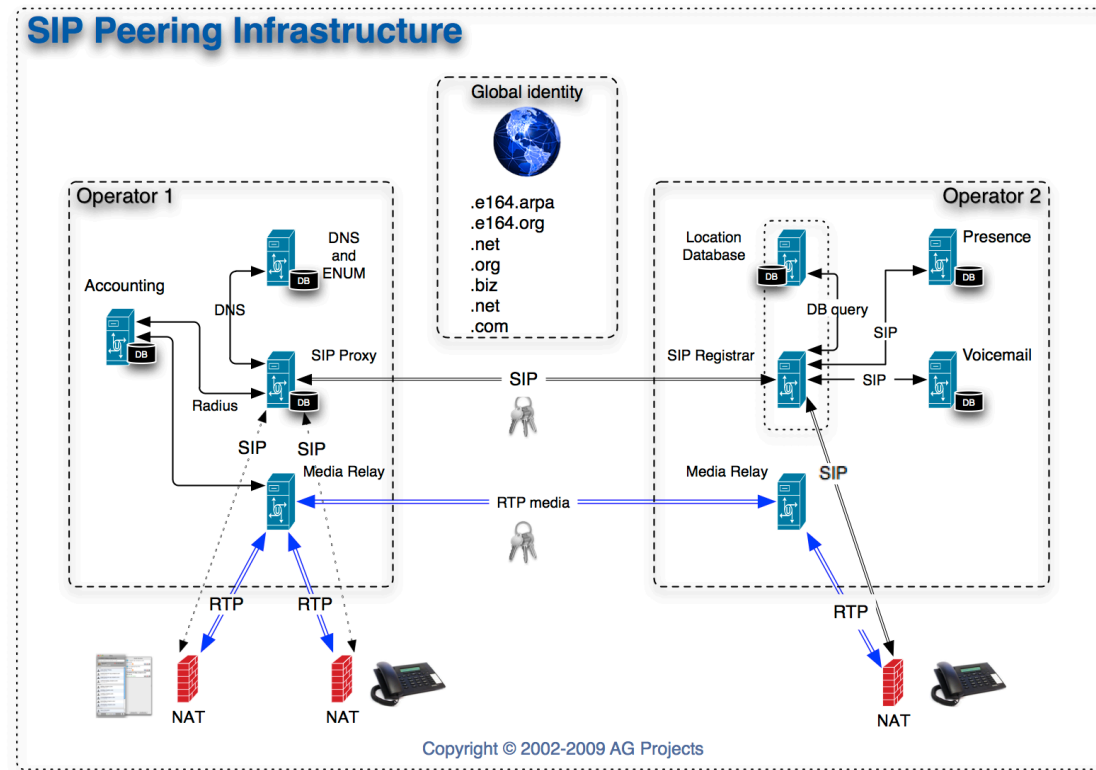 SIP Peering Infrastructure
Global identity
.e164.arpa
.e164.org
.net
.org
.biz
.net
.com
Operator 1
DNS
and
ENUM
DB
Accounting
DB
DNS
SIP Proxy
DB
Radius
SIP
SIP
Media Relay
RTP
RTP
NAT
NAT
SIP
RTP media
Operator 2
Location
Database
DB
Presence
DB
DB query
SIP
SIP Registrar
Voicemail
SIP
DB
Media Relay
SIP
RTP
NAT
Copyright © 2002-2009 AG Projects